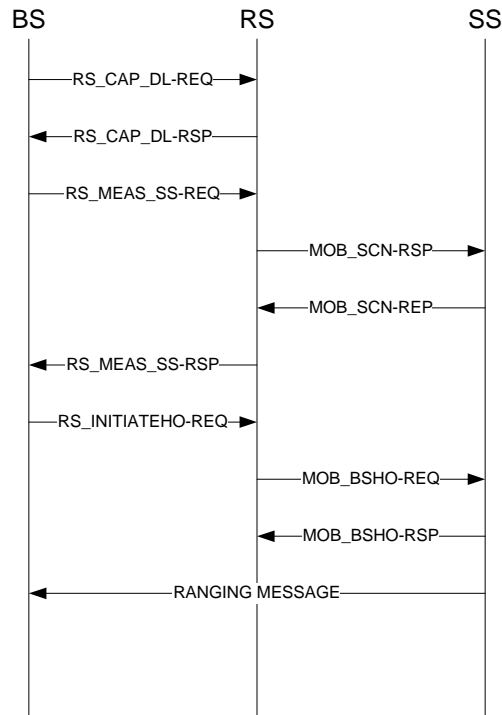 BS RS SS
RS_CAP_DL-REQ
RS_CAP_DL-RSP
RS_MEAS_SS-REQ
MOB_SCN-RSP
MOB_SCN-REP
RS_MEAS_SS-RSP
RS_INITIATEHO-REQ
MOB_BSHO-REQ
MOB_BSHO-RSP
RANGING MESSAGE